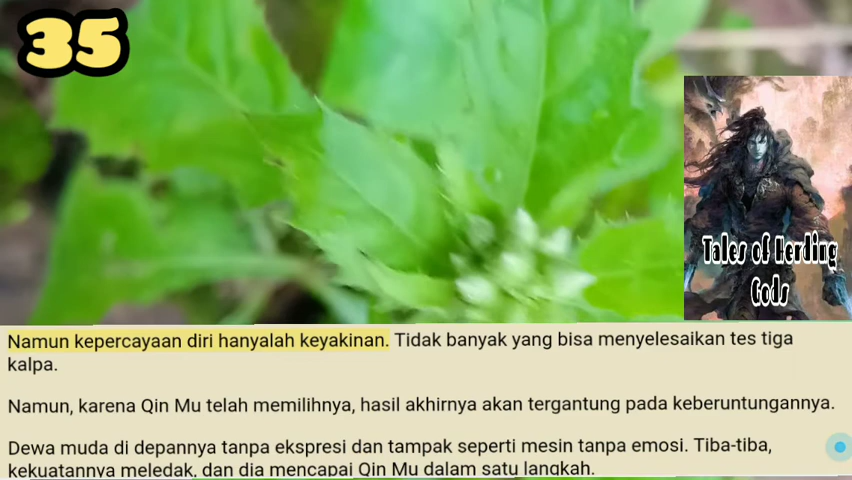 35
Tales of Herding
Gods
Namun kepercayaan diri hanyalah keyakinan. Tidak banyak yang bisa menyelesaikan tes tiga
kalpa.
Namun, karena Qin Mu telah memilihnya, hasil akhirnya akan tergantung pada keberuntungannya.
Dewa muda di depannya tanpa ekspresi dan tampak seperti mesin tanpa emosi. Tiba-tiba,
kekuatannya meledak, dan dia mencapai Qin Mu dalam satu langkah.